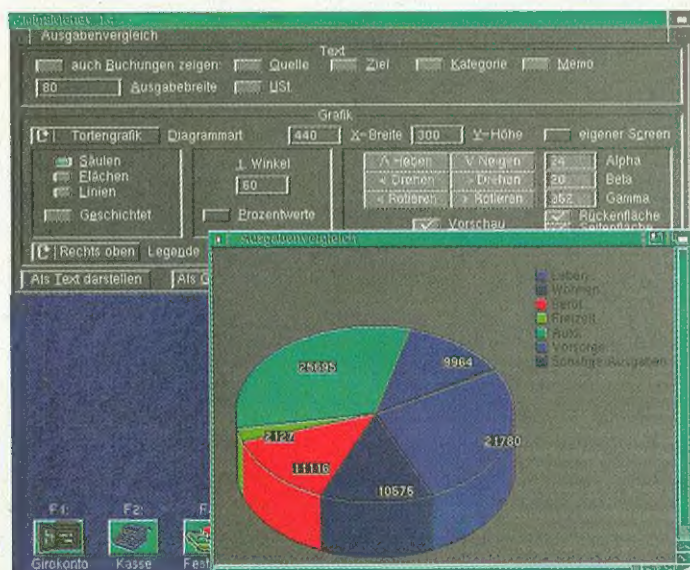 Ausgabenvergleich
Text
auch Buchungen zeigen: Quelle Ziel Kategorie Memo
80 Ausgabebreite USt.
Grafik
Tortengrafik Diagrammart 440 X-Breite 300 Y-Höhe eigener Screen
Säulen
Flächen
Linien
Geschichtet
1. Winkel
60
Prozentwerte
Λ Heben V Neigen 24 Alpha
< Drehen > Drehen 20 Beta
< Rotieren > Rotieren 352 Gamma
Vorschau
Rückenfläche
Seitenfläche
Rechts oben Legende
Als Text darstellen
Ausgabenvergleich
Leben
Wohnen
Beruf
Freizeit
Auto
Vorsorge
Sonstige Ausgaben
25695
9964
2127
21780
11116
10575
F1: F2:
Girokonto Kasse